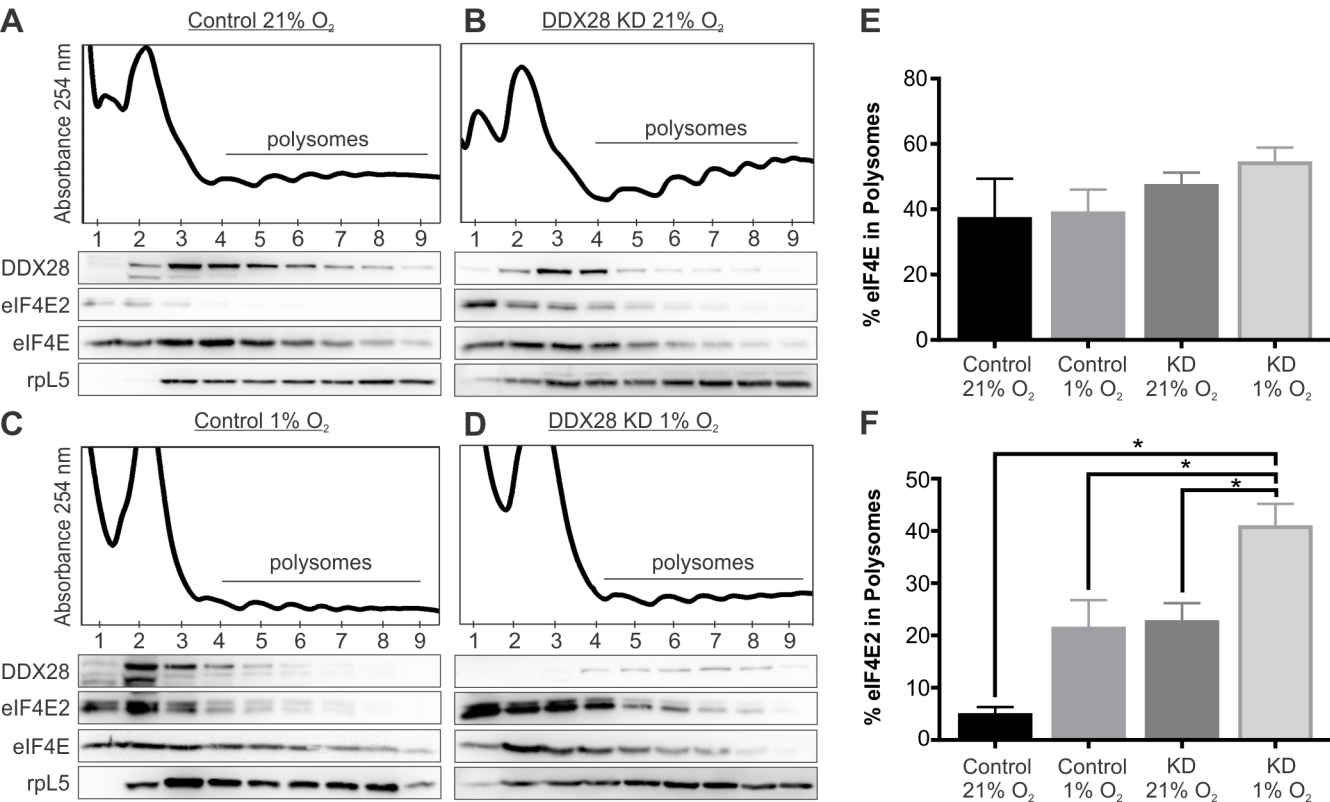 A
Control 21% O2
Absorbance 254 nm
polysomes
1 2 3 4 5 6 7 8 9
DDX28
eIF4E2
eIF4E
rpL5
B
DDX28 KD 21% O2
polysomes
1 2 3 4 5 6 7 8 9
C
Control 1% O2
Absorbance 254 nm
polysomes
1 2 3 4 5 6 7 8 9
DDX28
eIF4E2
eIF4E
rpL5
D
DDX28 KD 1% O2
polysomes
1 2 3 4 5 6 7 8 9
E
% eIF4E in Polysomes
80
60
40
20
0
Control 21% O2
Control 1% O2
KD 21% O2
KD 1% O2
F
% eIF4E2 in Polysomes
50
40
30
20
10
0
*
*
*
Control 21% O2
Control 1% O2
KD 21% O2
KD 1% O2